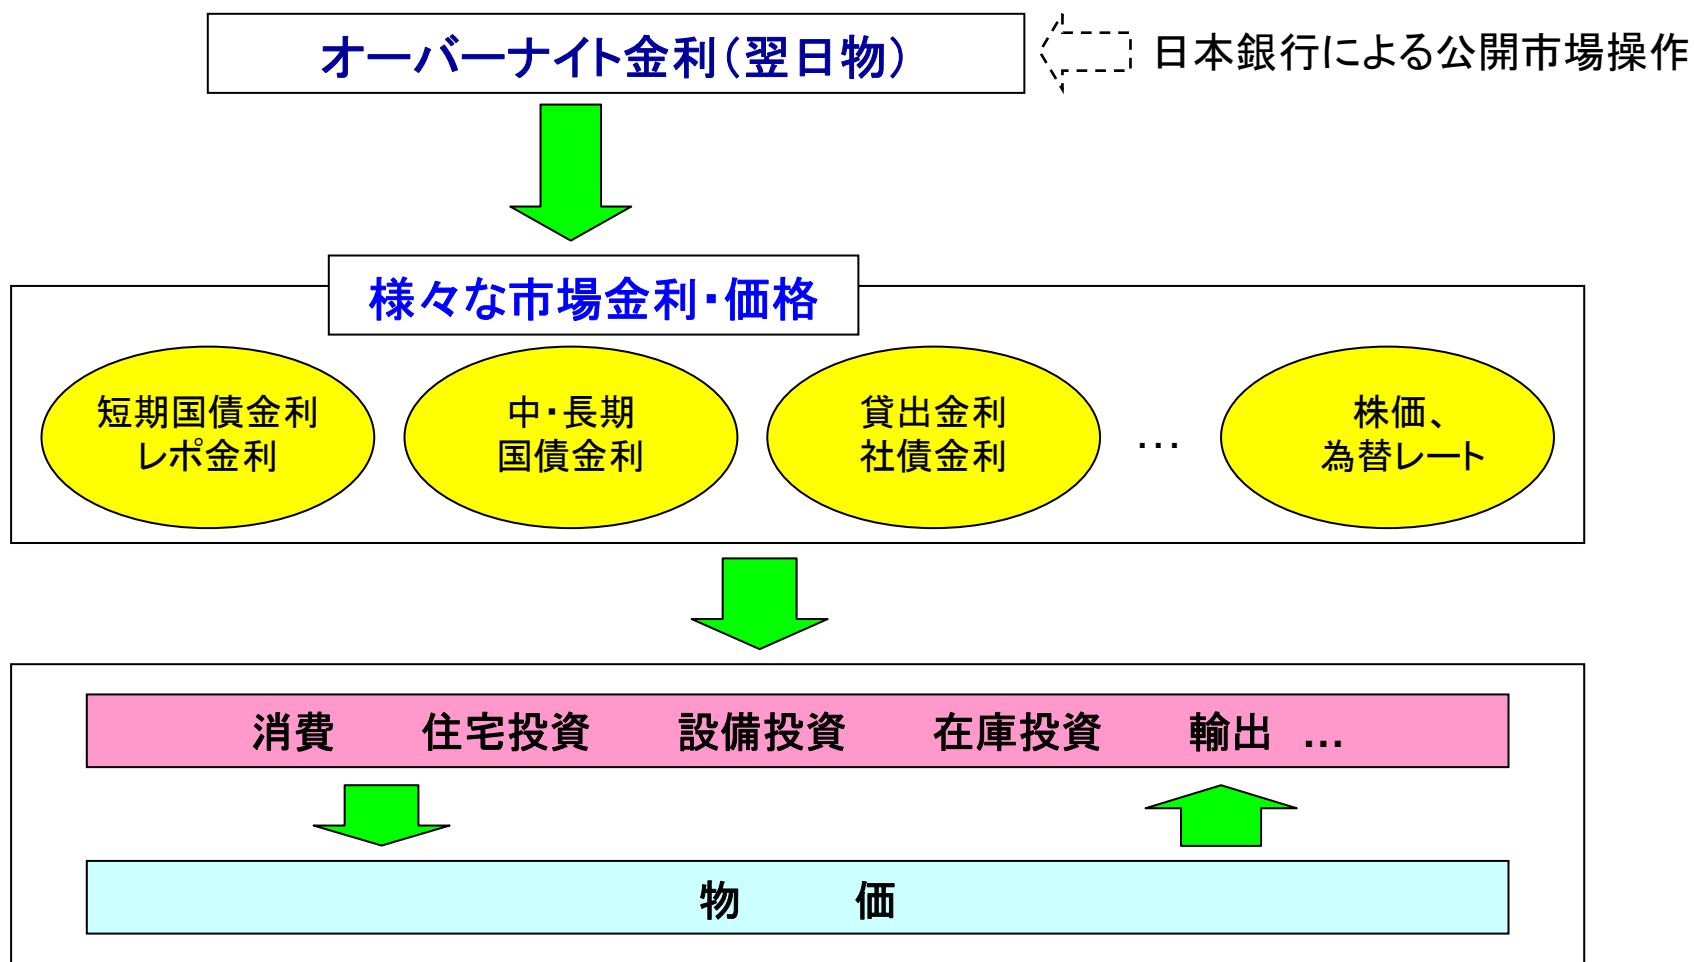 オーバーナイト金利(翌日物)
日本銀行による公開市場操作
様々な市場金利・価格
短期国債金利
レポ金利
中・長期
国債金利
貸出金利
社債金利
…
株価、
為替レート
消費 住宅投資 設備投資 在庫投資 輸出 …
物 価